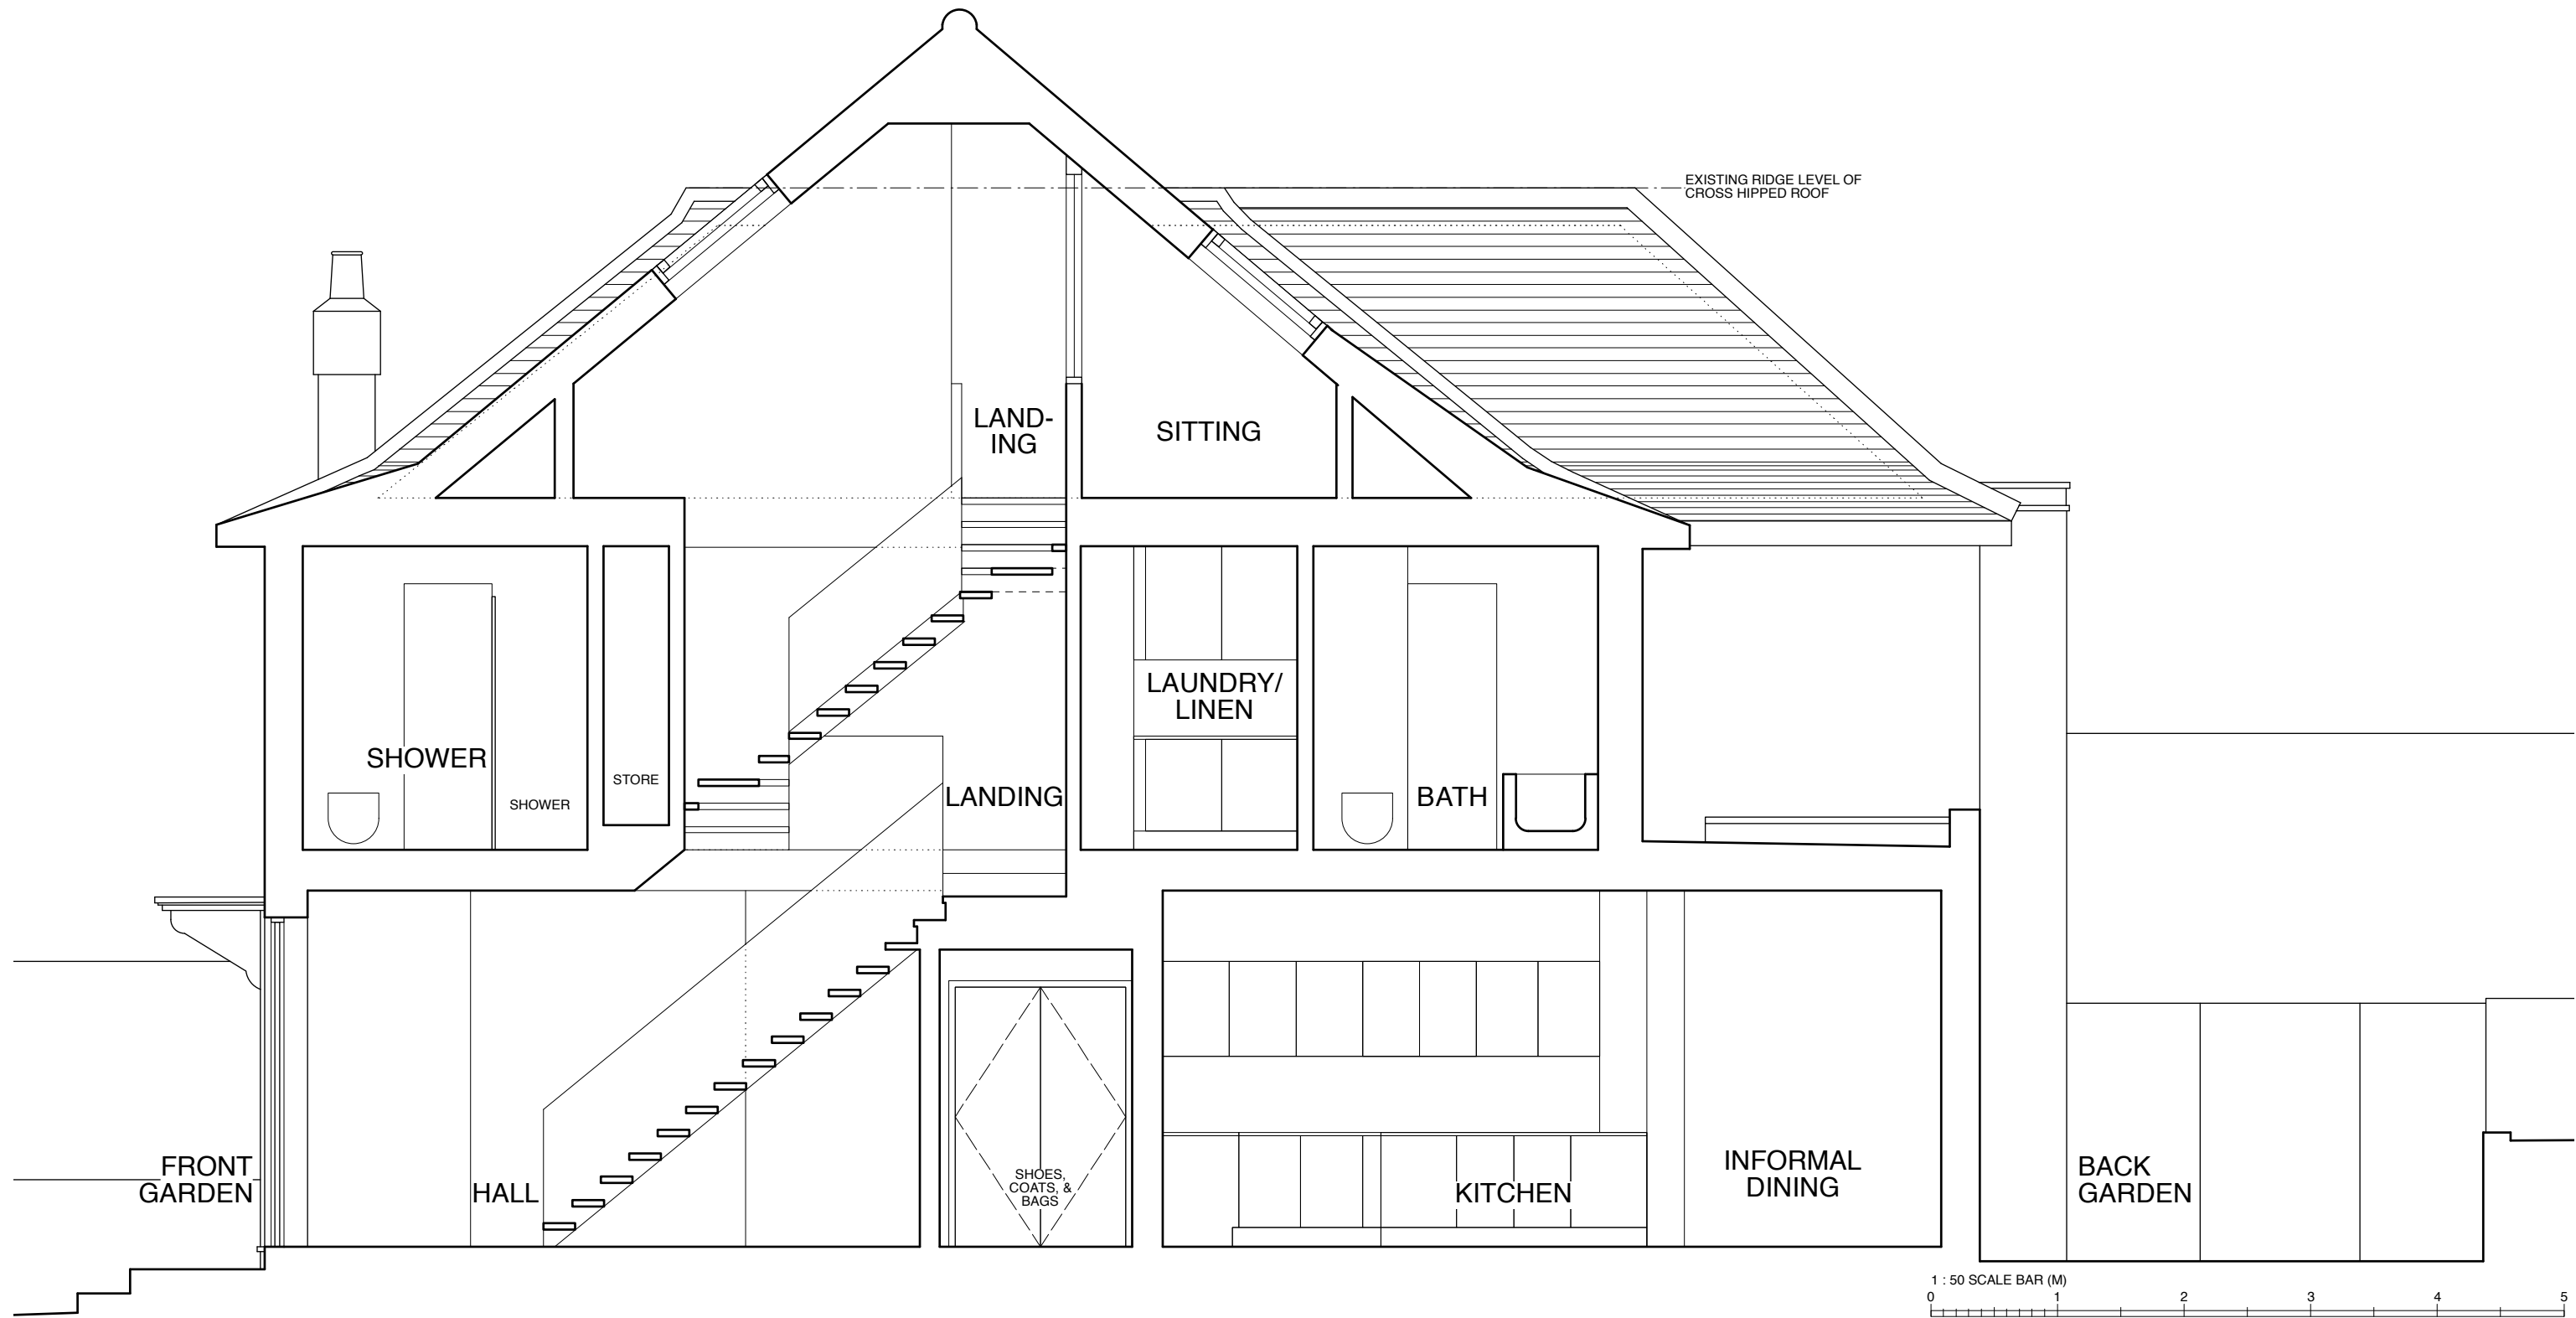 EXISTING RIDGE LEVEL OF
CROSS HIPPED ROOF
LAND-
ING
SITTING
SHOWER
SHOWER
STORE
LANDING
LAUNDRY/
LINEN
BATH
FRONT
GARDEN
HALL
SHOES,
COATS, &
BAGS
KITCHEN
INFORMAL
DINING
BACK
GARDEN
1 : 50 SCALE BAR (M)
0 1 2 3 4 5